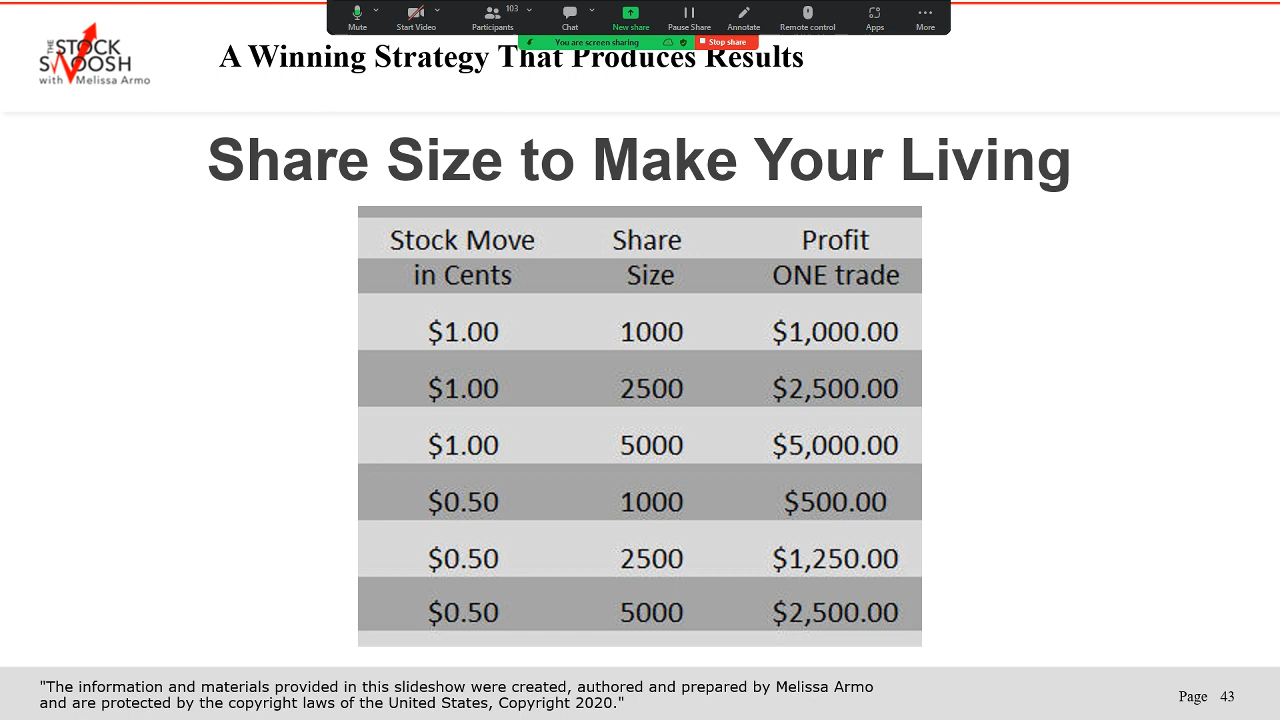 Mute
Start Video
Participants
103
Chat
New share
Pause Share
Annotate
Remote control
Apps
More
You are screen sharing
Stop share
THE STOCK
SWOOSH
with Melissa Armo
A Winning Strategy That Produces Results
Share Size to Make Your Living
Stock Move Share Profit
in Cents Size ONE trade
$1.00 1000 $1,000.00
$1.00 2500 $2,500.00
$1.00 5000 $5,000.00
$0.50 1000 $500.00
$0.50 2500 $1,250.00
$0.50 5000 $2,500.00
"The information and materials provided in this slideshow were created, authored and prepared by Melissa Armo
and are protected by the copyright laws of the United States, Copyright 2020."
Page 43